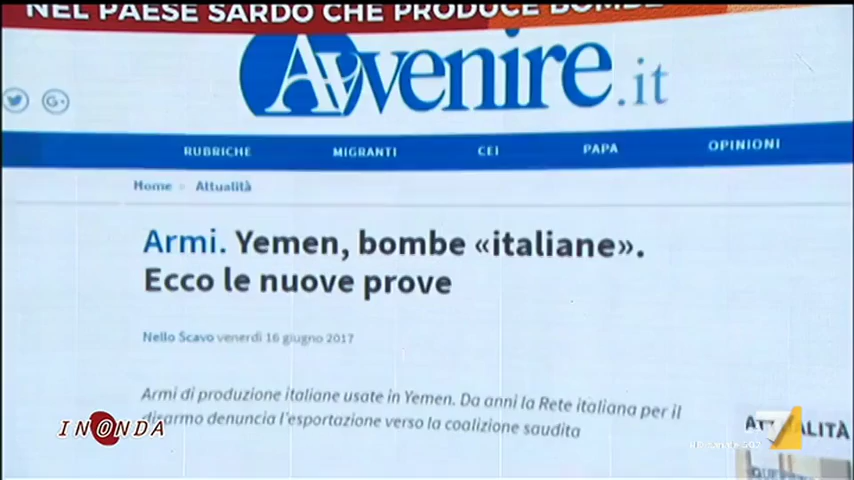 NEL PAESE SARDO CHE PRODUCE BOMBE
Avvenire.it
RUBRICHE MIGRANTI CEI PAPA OPINIONI
Home Attualità
Armi. Yemen, bombe «italiane».
Ecco le nuove prove
Nello Scavo venerdì 16 giugno 2017
Armi di produzione italiane usate in Yemen. Da anni la Rete italiana per il
disarmo denuncia l'esportazione verso la coalizione saudita
IN ONDA
7